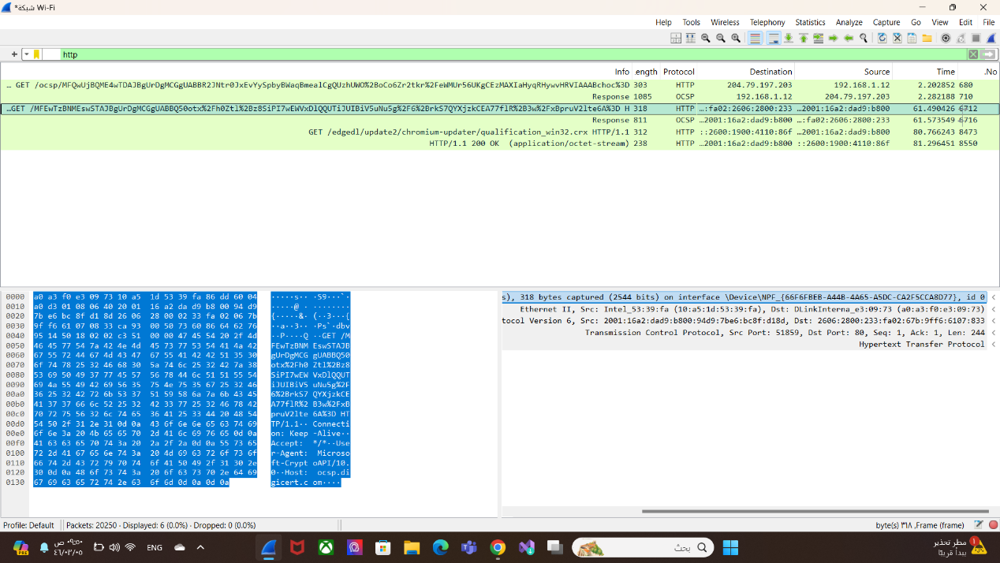 *شبكة Wi-Fi
Help Tools Wireless Telephony Statistics Analyze Capture Go View Edit File
http
Info .ength Protocol Destination Source Time .No
… GET /ocsp/MFQwUjBQME4wTDAJBgUrDgMCGgUABBR2JNtr0JxEvYySpbyBWaqBmealCgQUzhUWO%2BoCo6Zr2tkr%2FeWMUr56UKgCEzMAXIaHyqRHywvHRVIAAABchoc%3D 303 HTTP 204.79.197.203 192.168.1.12 2.202852 680
Response 1085 OCSP 192.168.1.12 204.79.197.203 2.282188 710
…GET /MFEwTzBNMEswSTAJBgUrDgMCGgUABBQ50otx%2Fh0Ztl%2Bz8SiPI7wEWVxDlQQUTiJUIBiV5uNu5g%2F6%2BrkS7QYXjzkCEA77flR%2B3w%2FxBpruV2lte6A%3D H 318 HTTP …:fa02:2606:2800:233 …2001:16a2:dad9:b800 61.490426 6712
Response 811 OCSP …2001:16a2:dad9:b800 …:fa02:2606:2800:233 61.573549 6716
GET /edgedl/update2/chromium-updater/qualification_win32.crx HTTP/1.1 312 HTTP ::2600:1900:4110:86f …2001:16a2:dad9:b800 80.766243 8473
HTTP/1.1 200 OK (application/octet-stream) 238 HTTP …2001:16a2:dad9:b800 ::2600:1900:4110:86f 81.296451 8550
0000 a0 a3 f0 e3 09 73 10 a5 1d 53 39 fa 86 dd 60 04 ·····s·· ·S9···`·
0010 a0 d3 01 08 06 40 20 01 16 a2 da d9 b8 00 94 d9 ·····@ · ········
0020 7b e6 bc 8f d1 8d 26 06 28 00 02 33 fa 02 06 7b {·····&· (··3···{
0030 9f f6 61 07 08 33 ca 93 00 50 73 60 86 64 62 76 ··a··3·· ·Ps`·dbv
0040 95 14 50 18 02 02 c3 51 00 00 47 45 54 20 2f 4d ··P····Q ··GET /M
0050 46 45 77 54 7a 42 4e 4d 45 73 77 53 54 41 4a 42 FEwTzBNM EswSTAJB
0060 67 55 72 44 67 4d 43 47 67 55 41 42 42 51 35 30 gUrDgMCG gUABBQ50
0070 6f 74 78 25 32 46 68 30 5a 74 6c 25 32 42 7a 38 otx%2Fh0 Ztl%2Bz8
0080 53 69 50 49 37 77 45 57 56 78 44 6c 51 51 55 54 SiPI7wEW VxDlQQUT
0090 69 4a 55 49 42 69 56 35 75 4e 75 35 67 25 32 46 iJUIBiV5 uNu5g%2F
00a0 36 25 32 42 72 6b 53 37 51 59 58 6a 7a 6b 43 45 6%2BrkS7 QYXjzkCE
00b0 41 37 37 66 6c 52 25 32 42 33 77 25 32 46 78 42 A77flR%2 B3w%2FxB
00c0 70 72 75 56 32 6c 74 65 36 41 25 33 44 20 48 54 pruV2lte 6A%3D HT
00d0 54 50 2f 31 2e 31 0d 0a 43 6f 6e 6e 65 63 74 69 TP/1.1·· Connecti
00e0 6f 6e 3a 20 4b 65 65 70 2d 41 6c 69 76 65 0d 0a on: Keep -Alive··
00f0 41 63 63 65 70 74 3a 20 2a 2f 2a 0d 0a 55 73 65 Accept: */*··Use
0100 72 2d 41 67 65 6e 74 3a 20 4d 69 63 72 6f 73 6f r-Agent: Microso
0110 66 74 2d 43 72 79 70 74 6f 41 50 49 2f 31 30 2e ft-Crypt oAPI/10.
0120 30 0d 0a 48 6f 73 74 3a 20 6f 63 73 70 2e 64 69 0··Host: ocsp.di
0130 67 69 63 65 72 74 2e 63 6f 6d 0d 0a 0d 0a gicert.c om····
s), 318 bytes captured (2544 bits) on interface \Device\NPF_{66F6FBEB-A44B-4A65-A5DC-CA2F5CCA8D77}, id 0
Ethernet II, Src: Intel_53:39:fa (10:a5:1d:53:39:fa), Dst: DLinkInterna_e3:09:73 (a0:a3:f0:e3:09:73)
tocol Version 6, Src: 2001:16a2:dad9:b800:94d9:7be6:bc8f:d18d, Dst: 2606:2800:233:fa02:67b:9ff6:6107:833
Transmission Control Protocol, Src Port: 51859, Dst Port: 80, Seq: 1, Ack: 1, Len: 244
Hypertext Transfer Protocol
Profile: Default Packets: 20250 · Displayed: 6 (0.0%) · Dropped: 0 (0.0%) byte(s) ٣١٨ ,Frame (frame)
PRE ٠٩:٥٠ ص ENG بحث مطر تحذير 1
٤٦/٠٣/٠٥ يبدأ قريبًا